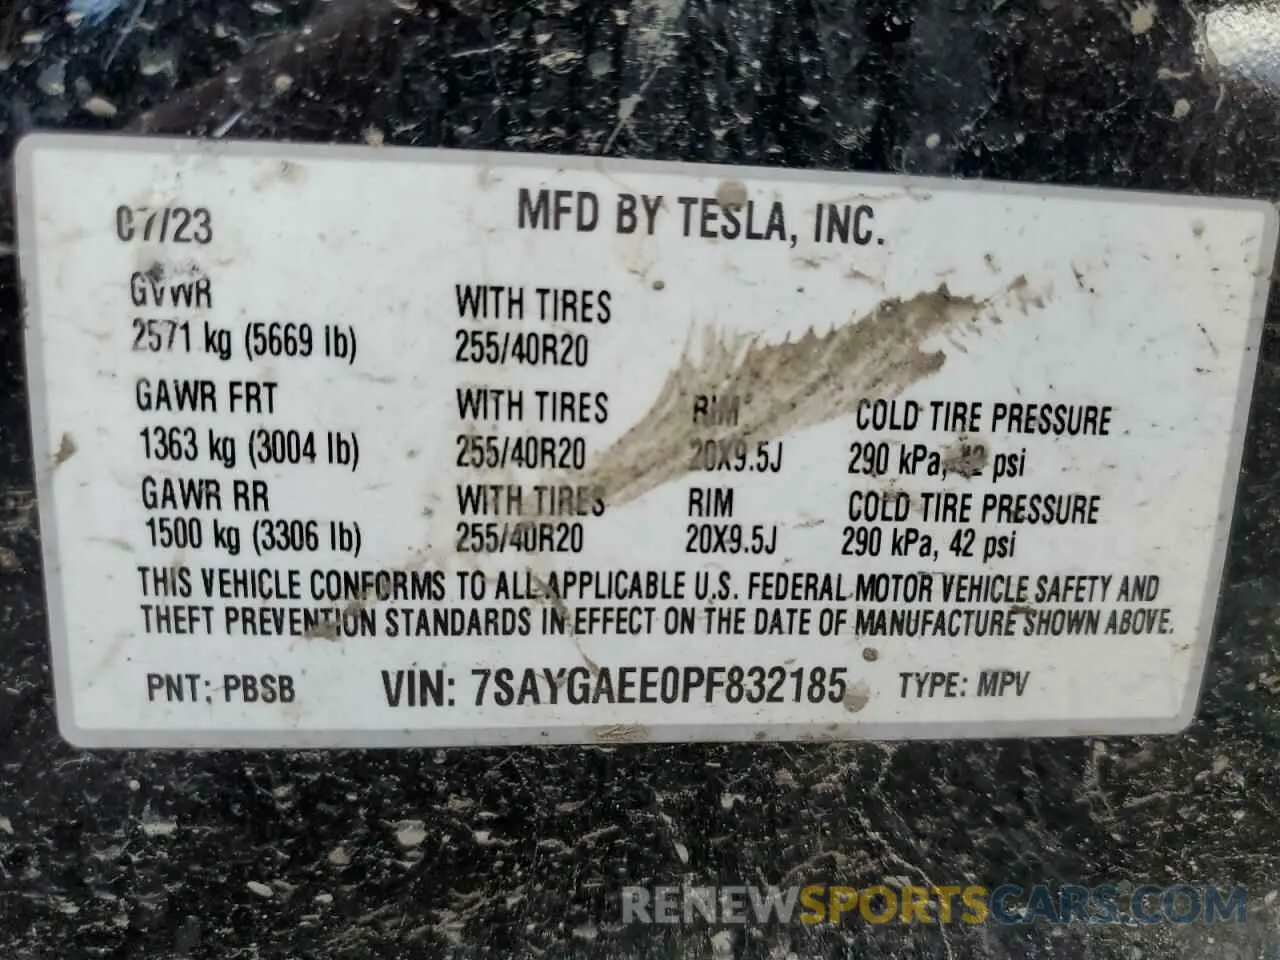 07/23 MFD BY TESLA, INC.
GVWR WITH TIRES
2571 kg (5669 lb) 255/40R20
GAWR FRT WITH TIRES RIM COLD TIRE PRESSURE
1363 kg (3004 lb) 255/40R20 20X9.5J 290 kPa, 42 psi
GAWR RR WITH TIRES RIM COLD TIRE PRESSURE
1500 kg (3306 lb) 255/40R20 20X9.5J 290 kPa, 42 psi
THIS VEHICLE CONFORMS TO ALL APPLICABLE U.S. FEDERAL MOTOR VEHICLE SAFETY AND
THEFT PREVENTION STANDARDS IN EFFECT ON THE DATE OF MANUFACTURE SHOWN ABOVE.
PNT: PBSB VIN: 7SAYGAEE0PF832185 TYPE: MPV
RENEWSPORTSCARS.COM